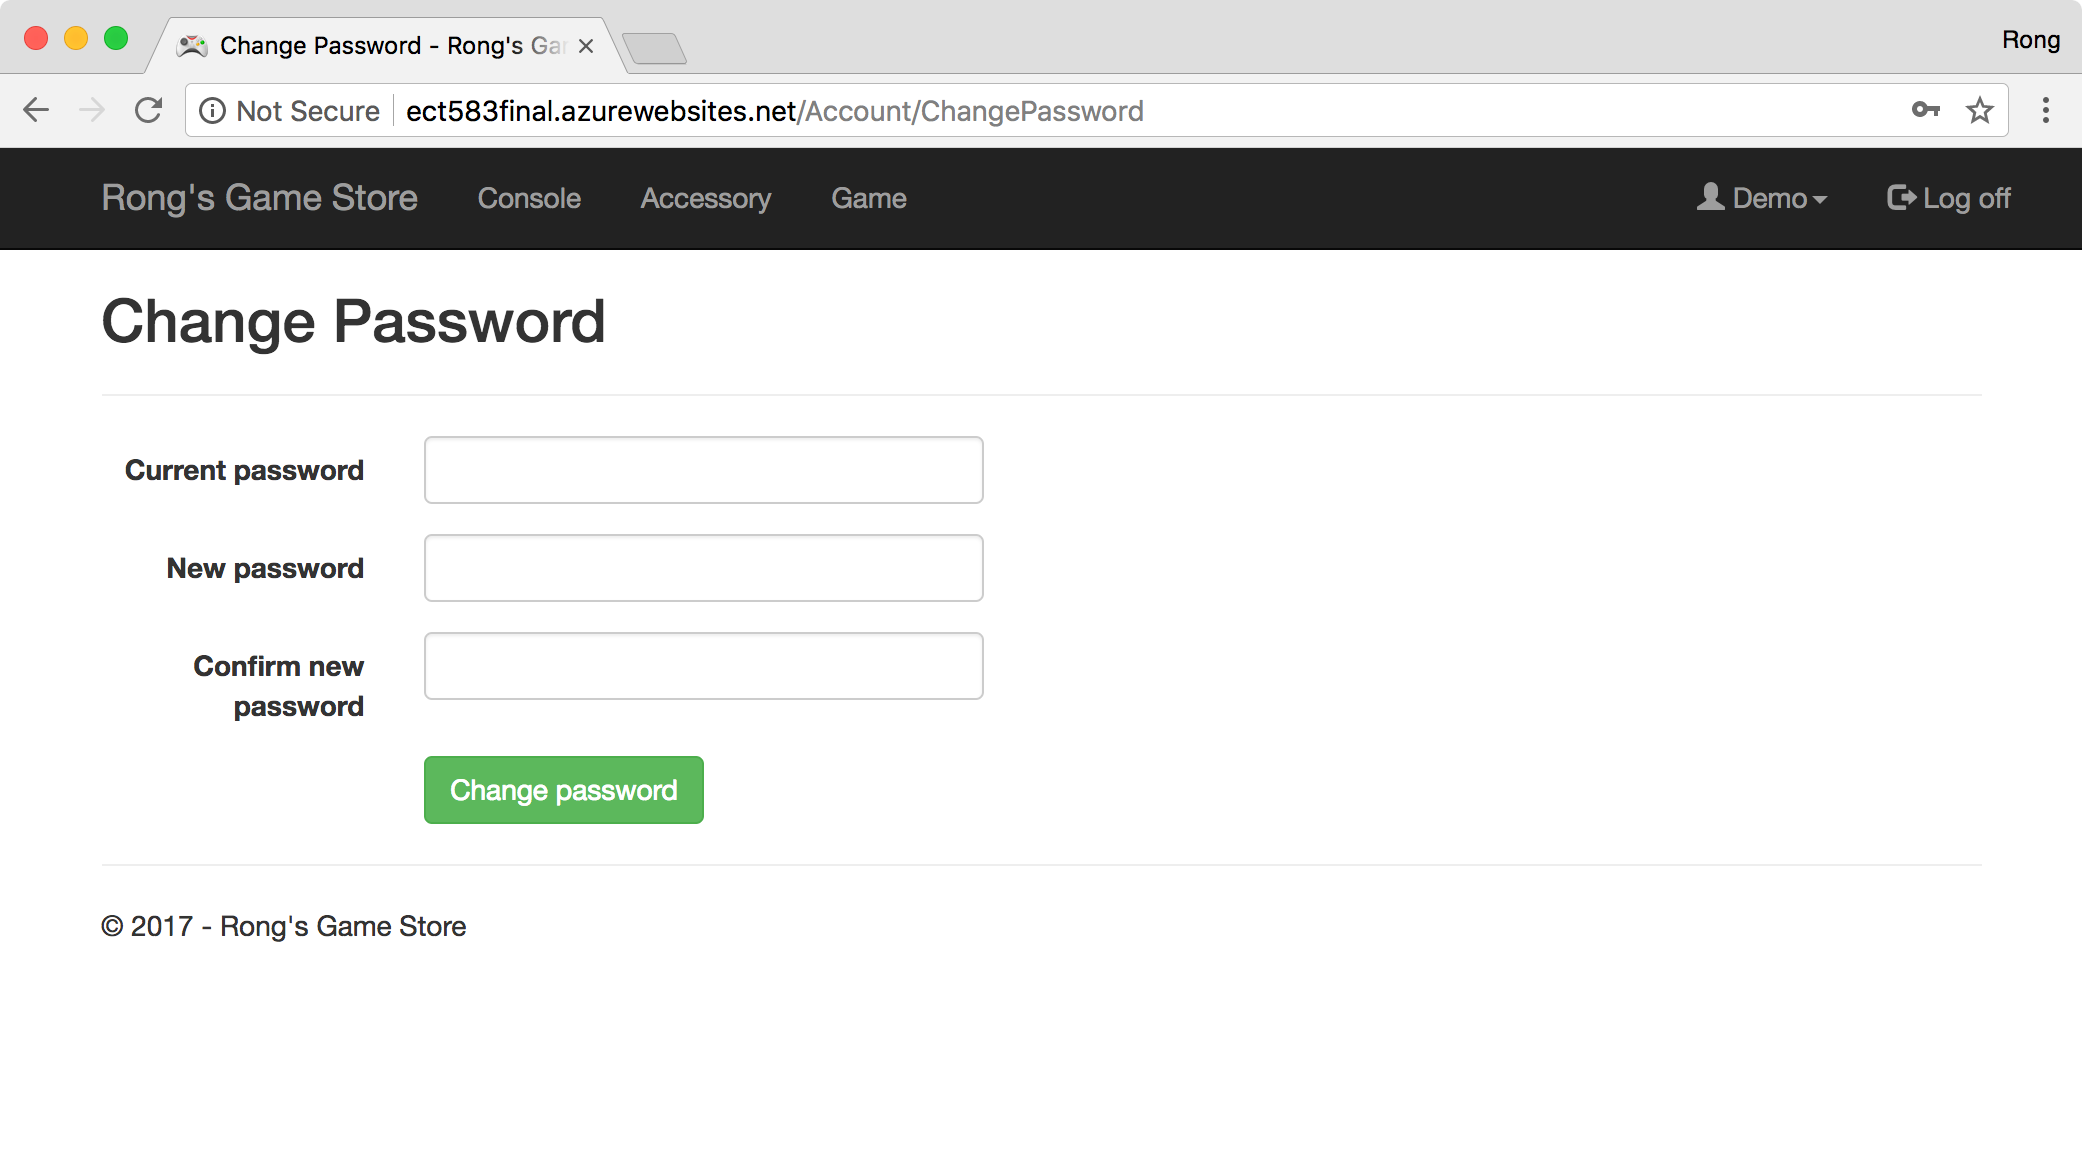 Change Password - Rong's Gar
Rong
Not Secure
ect583final.azurewebsites.net/Account/ChangePassword
Rong's Game Store
Console
Accessory
Game
Demo
Log off
Change Password
Current password
New password
Confirm new
password
Change password
© 2017 - Rong's Game Store